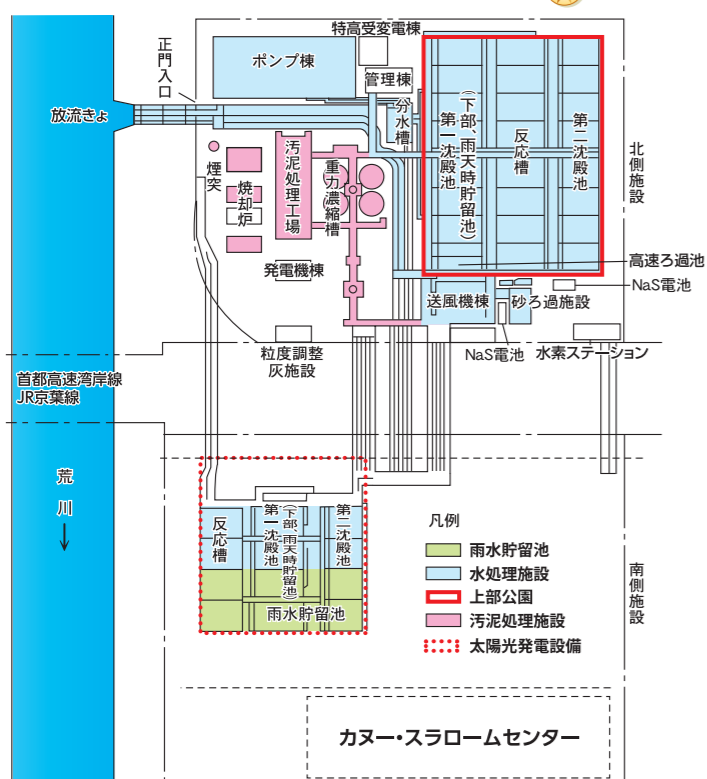 特高受変電棟
正門入口
ポンプ棟
管理棟
放流きょ
分水槽
第一沈殿池
(下部、雨天時貯留池)
反応槽
第二沈殿池
北側施設
煙突
焼却炉
汚泥処理工場
重力濃縮槽
発電機棟
高速ろ過池
送風機棟
砂ろ過施設
NaS電池
NaS電池
水素ステーション
粒度調整
灰施設
首都高速湾岸線
JR京葉線
荒川
反応槽
第一沈殿池
(下部、雨天時貯留池)
第二沈殿池
雨水貯留池
凡例
雨水貯留池
水処理施設
上部公園
汚泥処理施設
太陽光発電設備
南側施設
カヌー・スラロームセンター